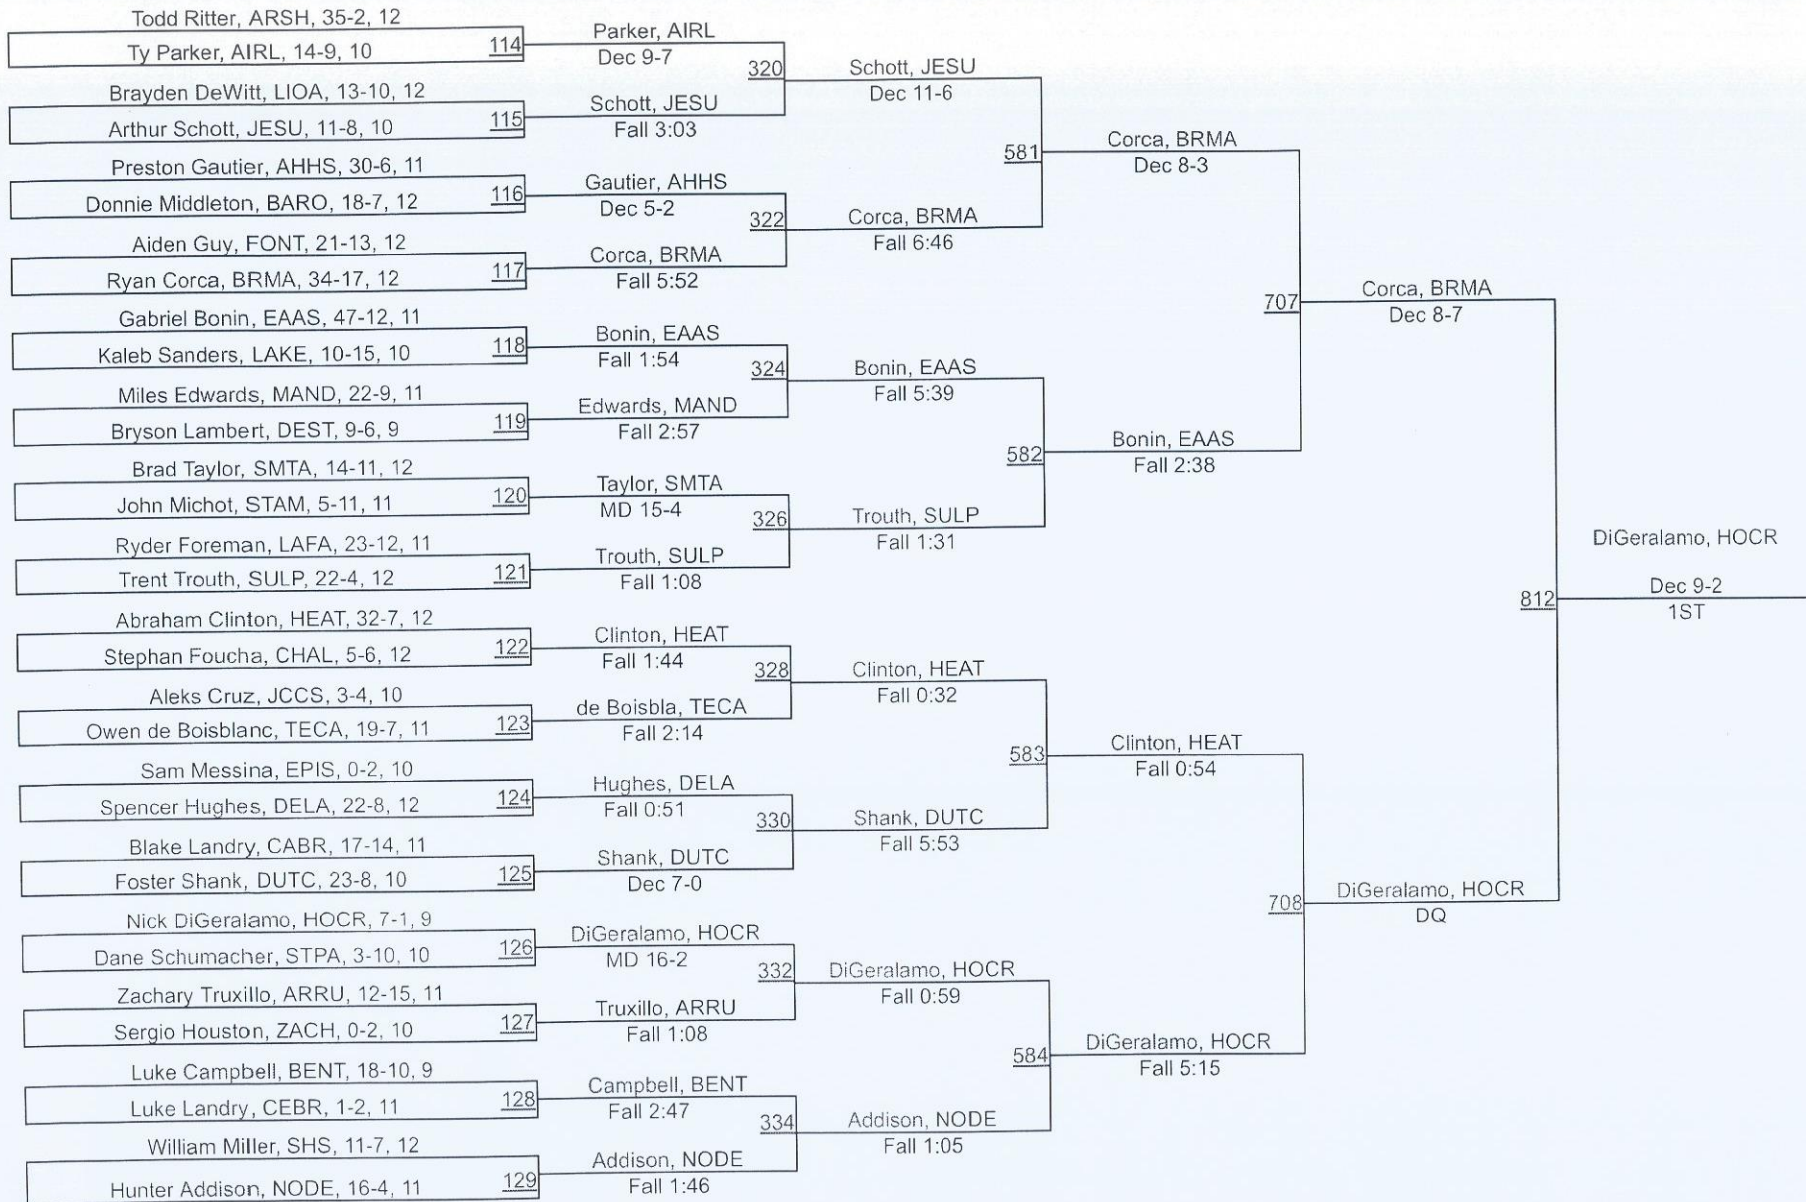 Todd Ritter, ARSH, 35-2, 12
Ty Parker, AIRL, 14-9, 10
114
Brayden DeWitt, LIOA, 13-10, 12
Arthur Schott, JESU, 11-8, 10
115
Preston Gautier, AHHS, 30-6, 11
Donnie Middleton, BARO, 18-7, 12
116
Aiden Guy, FONT, 21-13, 12
Ryan Corca, BRMA, 34-17, 12
117
Gabriel Bonin, EAAS, 47-12, 11
Kaleb Sanders, LAKE, 10-15, 10
118
Miles Edwards, MAND, 22-9, 11
Bryson Lambert, DEST, 9-6, 9
119
Brad Taylor, SMTA, 14-11, 12
John Michot, STAM, 5-11, 11
120
Ryder Foreman, LAFA, 23-12, 11
Trent Trouth, SULP, 22-4, 12
121
Abraham Clinton, HEAT, 32-7, 12
Stephan Foucha, CHAL, 5-6, 12
122
Aleks Cruz, JCCS, 3-4, 10
Owen de Boisblanc, TECA, 19-7, 11
123
Sam Messina, EPIS, 0-2, 10
Spencer Hughes, DELA, 22-8, 12
124
Blake Landry, CABR, 17-14, 11
Foster Shank, DUTC, 23-8, 10
125
Nick DiGeralamo, HOCR, 7-1, 9
Dane Schumacher, STPA, 3-10, 10
126
Zachary Truxillo, ARRU, 12-15, 11
Sergio Houston, ZACH, 0-2, 10
127
Luke Campbell, BENT, 18-10, 9
Luke Landry, CEBR, 1-2, 11
128
William Miller, SHS, 11-7, 12
Hunter Addison, NODE, 16-4, 11
129
Parker, AIRL
Dec 9-7
320
Schott, JESU
Fall 3:03
Gautier, AHHS
Dec 5-2
322
Corca, BRMA
Fall 5:52
Bonin, EAAS
Fall 1:54
324
Edwards, MAND
Fall 2:57
Taylor, SMTA
MD 15-4
326
Trouth, SULP
Fall 1:08
Clinton, HEAT
Fall 1:44
328
de Boisbla, TECA
Fall 2:14
Hughes, DELA
Fall 0:51
330
Shank, DUTC
Dec 7-0
DiGeralamo, HOCR
MD 16-2
332
Truxillo, ARRU
Fall 1:08
Campbell, BENT
Fall 2:47
334
Addison, NODE
Fall 1:46
Schott, JESU
Dec 11-6
581
Corca, BRMA
Fall 6:46
Bonin, EAAS
Fall 5:39
582
Trouth, SULP
Fall 1:31
Clinton, HEAT
Fall 0:32
583
Shank, DUTC
Fall 5:53
DiGeralamo, HOCR
Fall 0:59
584
Addison, NODE
Fall 1:05
Corca, BRMA
Dec 8-3
707
Bonin, EAAS
Fall 2:38
Clinton, HEAT
Fall 0:54
708
DiGeralamo, HOCR
Fall 5:15
Corca, BRMA
Dec 8-7
812
DiGeralamo, HOCR
DQ
DiGeralamo, HOCR
Dec 9-2
1ST